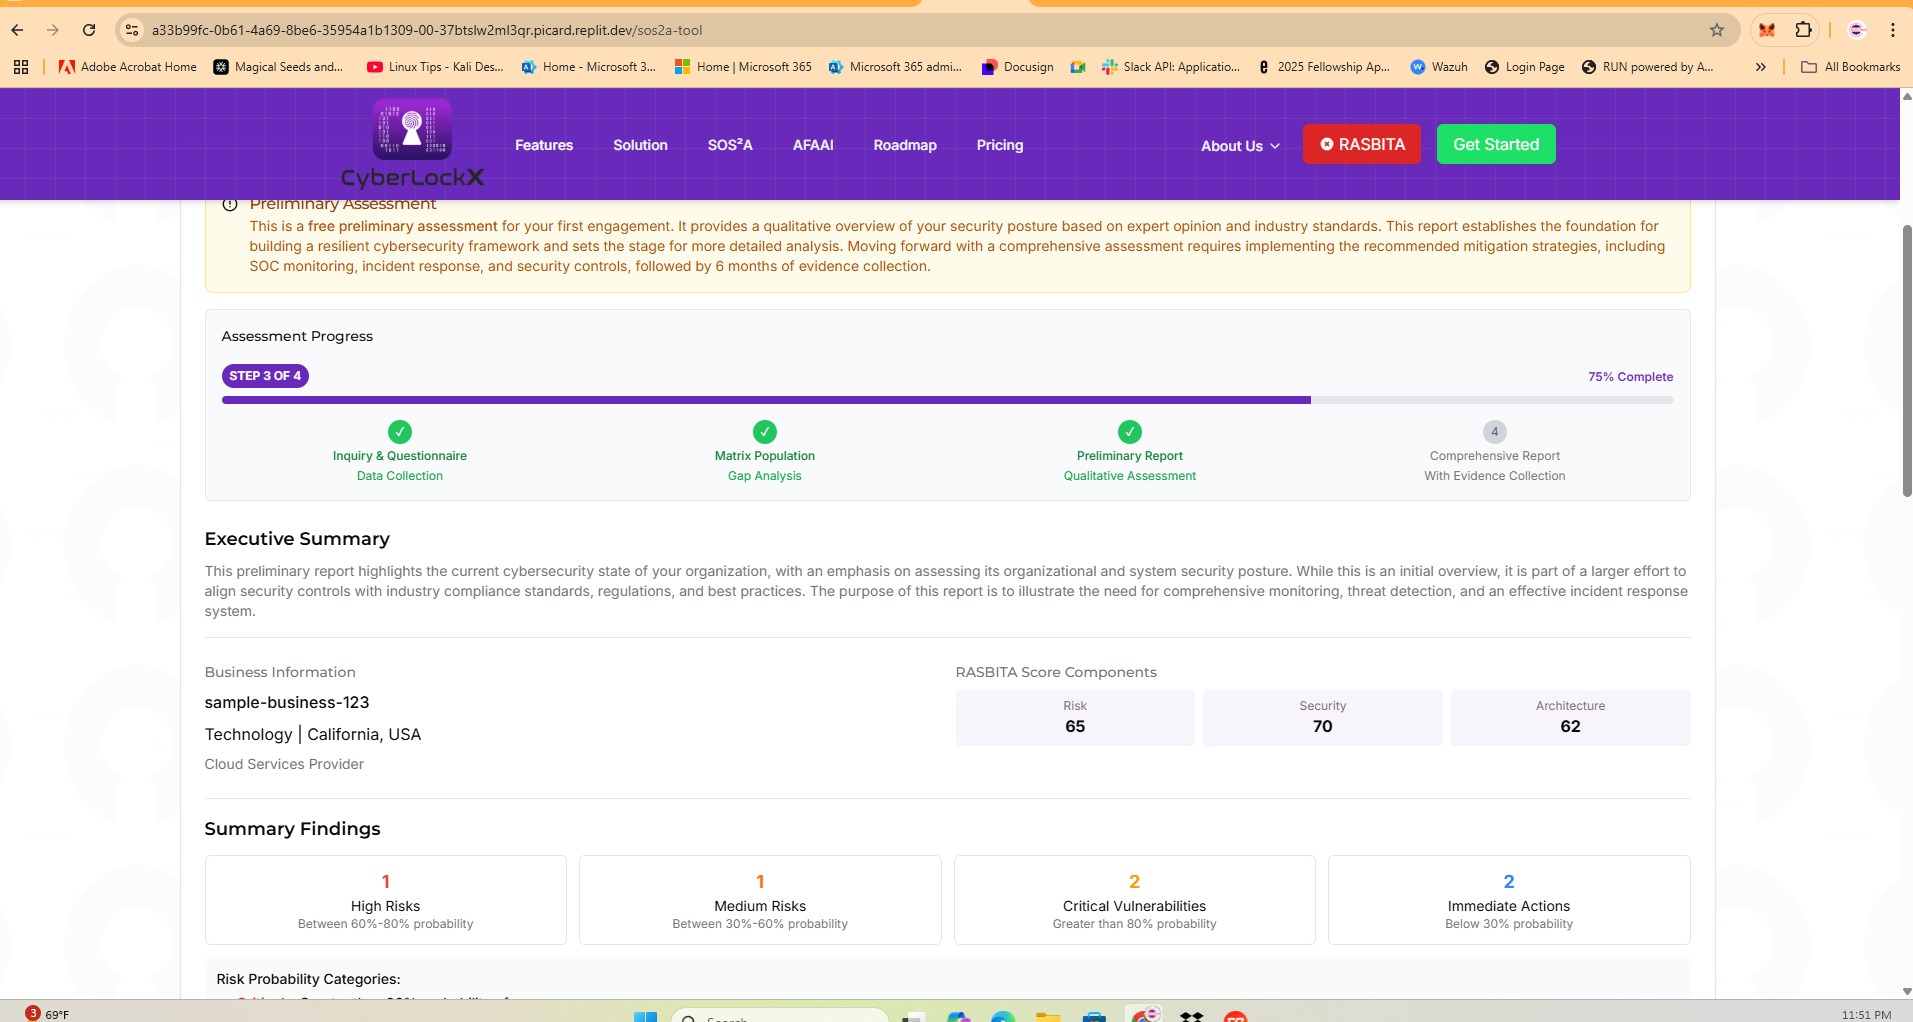 a33b99fc-0b61-4a69-8be6-35954a1b1309-00-37btslw2ml3qr.picard.replit.dev/sos2a-tool
Adobe Acrobat Home
Magical Seeds and...
Linux Tips - Kali Des...
Home - Microsoft 3...
Home | Microsoft 365
Microsoft 365 admi...
Docusign
Slack API: Applicatio...
2025 Fellowship Ap...
Wazuh
Login Page
RUN powered by A...
All Bookmarks
CyberLockX
Features
Solution
SOS²A
AFAAI
Roadmap
Pricing
About Us
RASBITA
Get Started
Preliminary Assessment
This is a free preliminary assessment for your first engagement. It provides a qualitative overview of your security posture based on expert opinion and industry standards. This report establishes the foundation for
building a resilient cybersecurity framework and sets the stage for more detailed analysis. Moving forward with a comprehensive assessment requires implementing the recommended mitigation strategies, including
SOC monitoring, incident response, and security controls, followed by 6 months of evidence collection.
Assessment Progress
STEP 3 OF 4
75% Complete
Inquiry & Questionnaire
Data Collection
Matrix Population
Gap Analysis
Preliminary Report
Qualitative Assessment
4
Comprehensive Report
With Evidence Collection
Executive Summary
This preliminary report highlights the current cybersecurity state of your organization, with an emphasis on assessing its organizational and system security posture. While this is an initial overview, it is part of a larger effort to
align security controls with industry compliance standards, regulations, and best practices. The purpose of this report is to illustrate the need for comprehensive monitoring, threat detection, and an effective incident response
system.
Business Information
sample-business-123
Technology | California, USA
Cloud Services Provider
RASBITA Score Components
Risk
65
Security
70
Architecture
62
Summary Findings
1
High Risks
Between 60%-80% probability
1
Medium Risks
Between 30%-60% probability
2
Critical Vulnerabilities
Greater than 80% probability
2
Immediate Actions
Below 30% probability
Risk Probability Categories:
3
69°F
11:51 PM